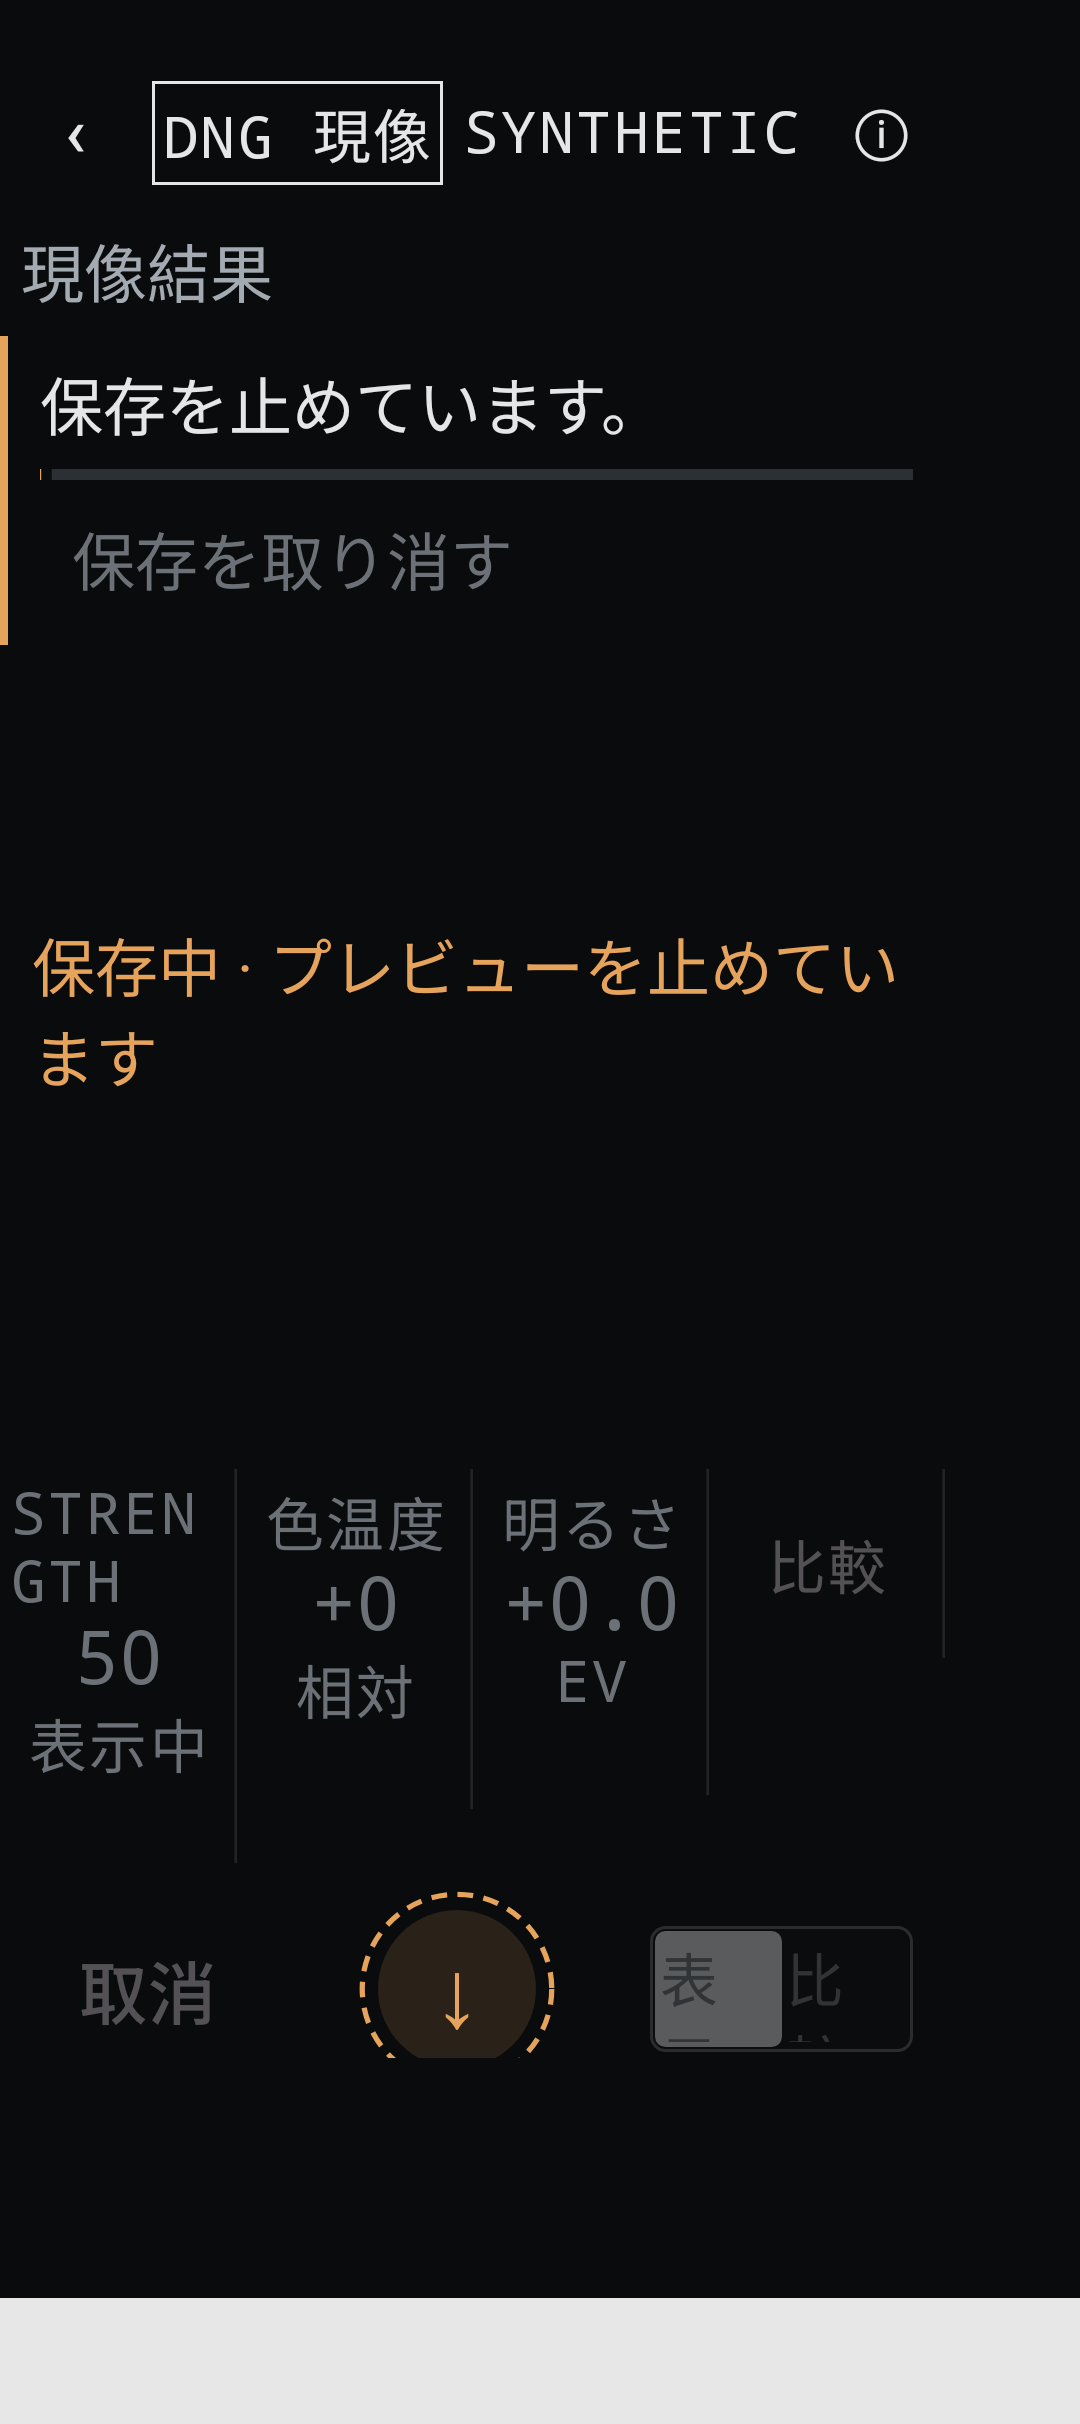 ‹ DNG 現像 SYNTHETIC ⓘ
現像結果
保存を止めています。
保存を取り消す
保存中 · プレビューを止めてい
ます
STREN
GTH
50
表示中
色温度
+0
相対
明るさ
+0.0
EV
比較
取消
↓
表
比